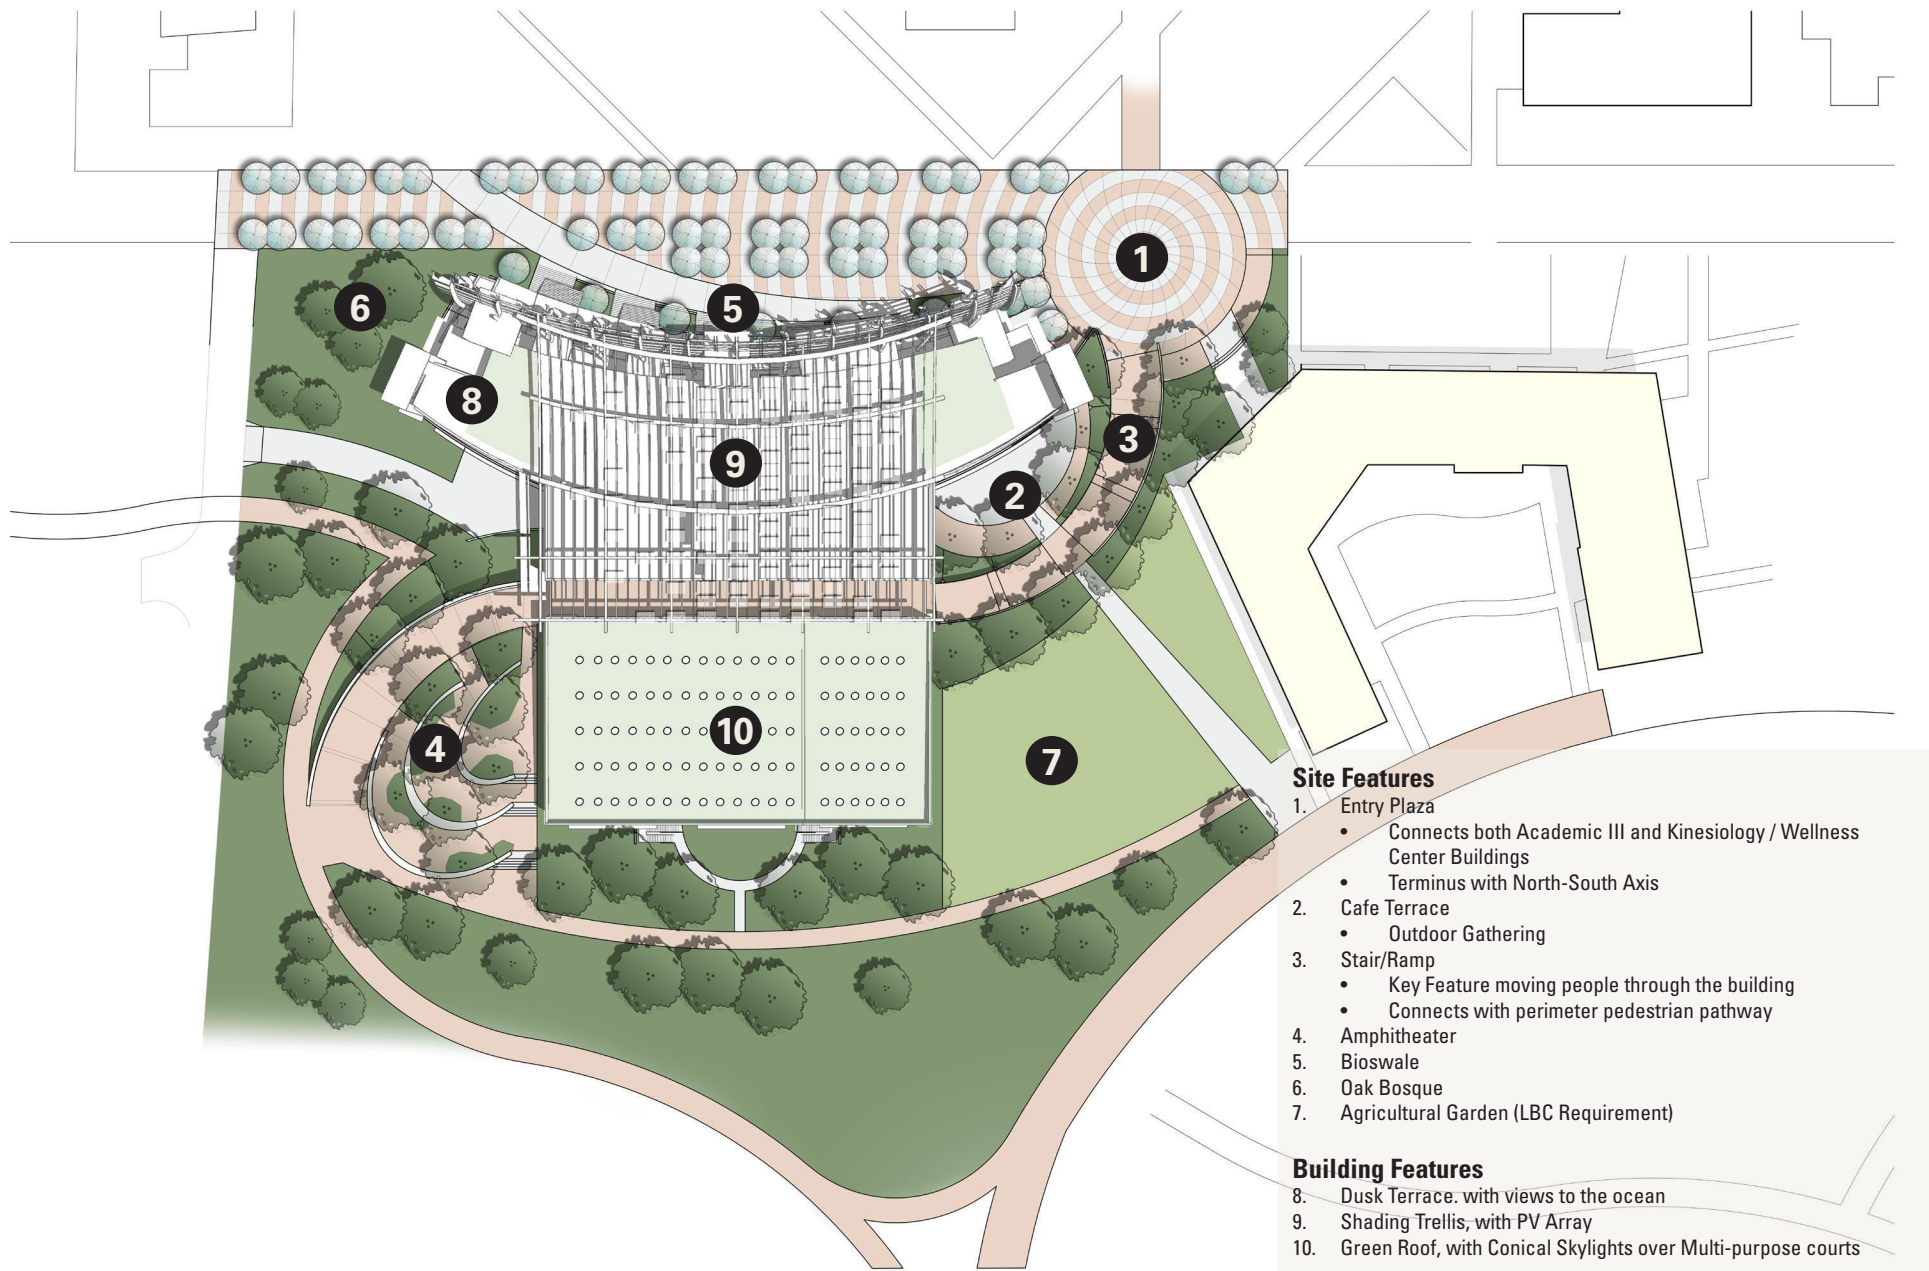 1
6
5
8
3
9
2
4
10
7
Site Features
1. Entry Plaza
• Connects both Academic III and Kinesiology / Wellness
Center Buildings
• Terminus with North-South Axis
2. Cafe Terrace
• Outdoor Gathering
3. Stair/Ramp
• Key Feature moving people through the building
• Connects with perimeter pedestrian pathway
4. Amphitheater
5. Bioswale
6. Oak Bosque
7. Agricultural Garden (LBC Requirement)
Building Features
8. Dusk Terrace. with views to the ocean
9. Shading Trellis, with PV Array
10. Green Roof, with Conical Skylights over Multi-purpose courts